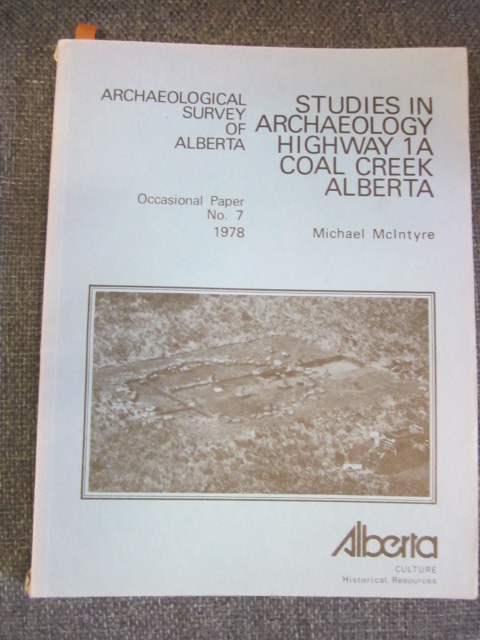 ARCHAEOLOGICAL
SURVEY
OF
ALBERTA
Occasional Paper
No. 7
1978
STUDIES IN
ARCHAEOLOGY
HIGHWAY 1A
COAL CREEK
ALBERTA
Michael McIntyre
Alberta
CULTURE
Historical Resources